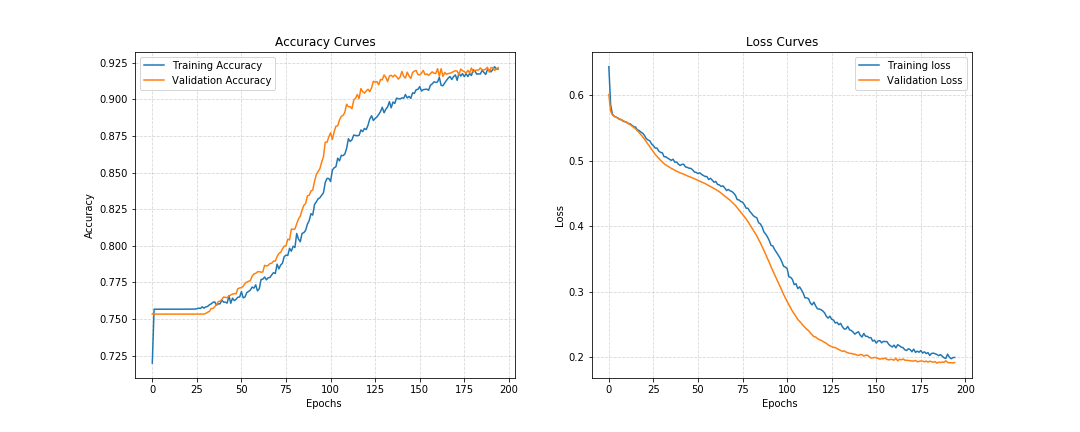 Accuracy Curves
Training Accuracy
Validation Accuracy
0.925
0.900
0.875
0.850
0.825
0.800
0.775
0.750
0.725
Accuracy
0 25 50 75 100 125 150 175 200
Epochs
Loss Curves
Training loss
Validation Loss
0.6
0.5
0.4
0.3
0.2
Loss
0 25 50 75 100 125 150 175 200
Epochs